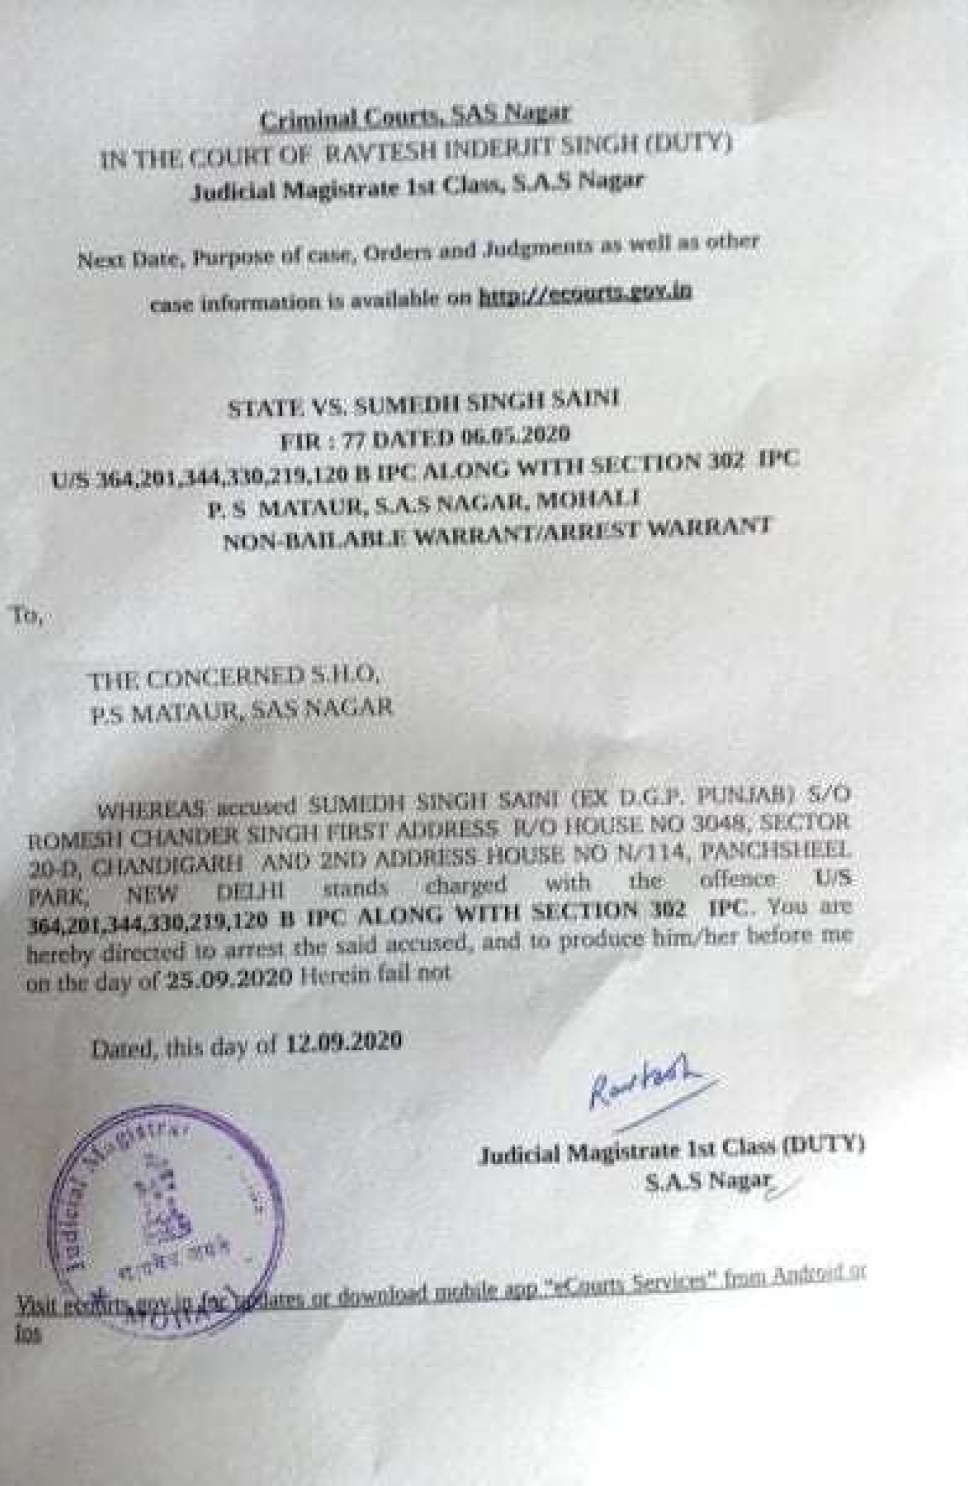 Criminal Courts, SAS Nagar
IN THE COURT OF RAVTESH INDERJIT SINGH (DUTY)
Judicial Magistrate 1st Class, S.A.S Nagar
Next Date, Purpose of case, Orders and Judgments as well as other
case information is available on http://ecourts.gov.in
STATE VS. SUMEDH SINGH SAINI
FIR : 77 DATED 06.05.2020
U/S 364,201,344,330,219,120 B IPC ALONG WITH SECTION 302 IPC
P. S MATAUR, S.A.S NAGAR, MOHALI
NON-BAILABLE WARRANT/ARREST WARRANT
To,
THE CONCERNED S.H.O,
P.S MATAUR, SAS NAGAR
WHEREAS accused SUMEDH SINGH SAINI (EX D.G.P. PUNJAB) S/O
ROMESH CHANDER SINGH FIRST ADDRESS R/O HOUSE NO 3048, SECTOR
20-D, CHANDIGARH AND 2ND ADDRESS HOUSE NO N/114, PANCHSHEEL
PARK, NEW DELHI stands charged with the offence U/S
364,201,344,330,219,120 B IPC ALONG WITH SECTION 302 IPC. You are
hereby directed to arrest the said accused, and to produce him/her before me
on the day of 25.09.2020 Herein fail not
Dated, this day of 12.09.2020
Ravtesh
Judicial Magistrate 1st Class (DUTY)
S.A.S Nagar
Judicial Magistrate
सत्यमेव जयते
MOHALI
Visit ecourts.gov.in for updates or download mobile app "eCourts Services" from Android or
Ios